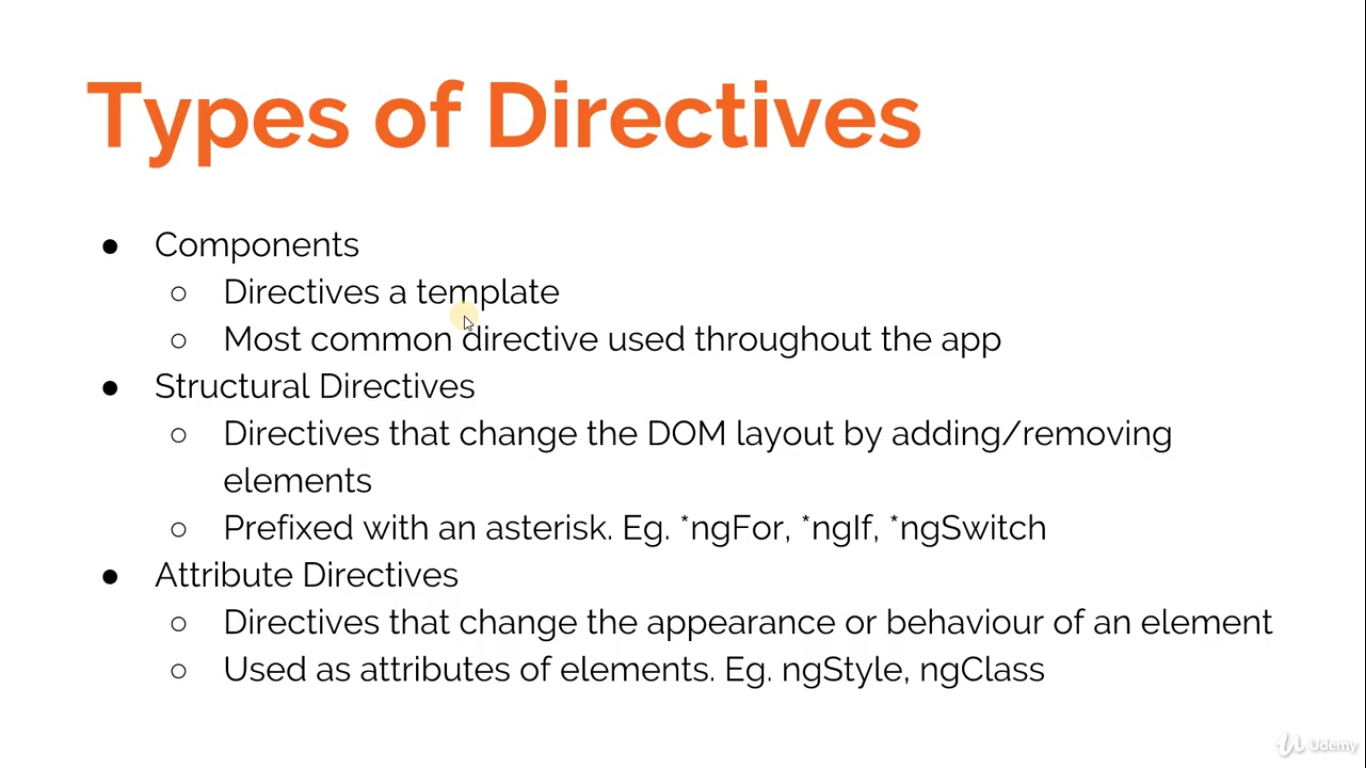 Types of Directives
● Components
○ Directives a template
○ Most common directive used throughout the app
● Structural Directives
○ Directives that change the DOM layout by adding/removing
elements
○ Prefixed with an asterisk. Eg. *ngFor, *ngIf, *ngSwitch
● Attribute Directives
○ Directives that change the appearance or behaviour of an element
○ Used as attributes of elements. Eg. ngStyle, ngClass
Udemy